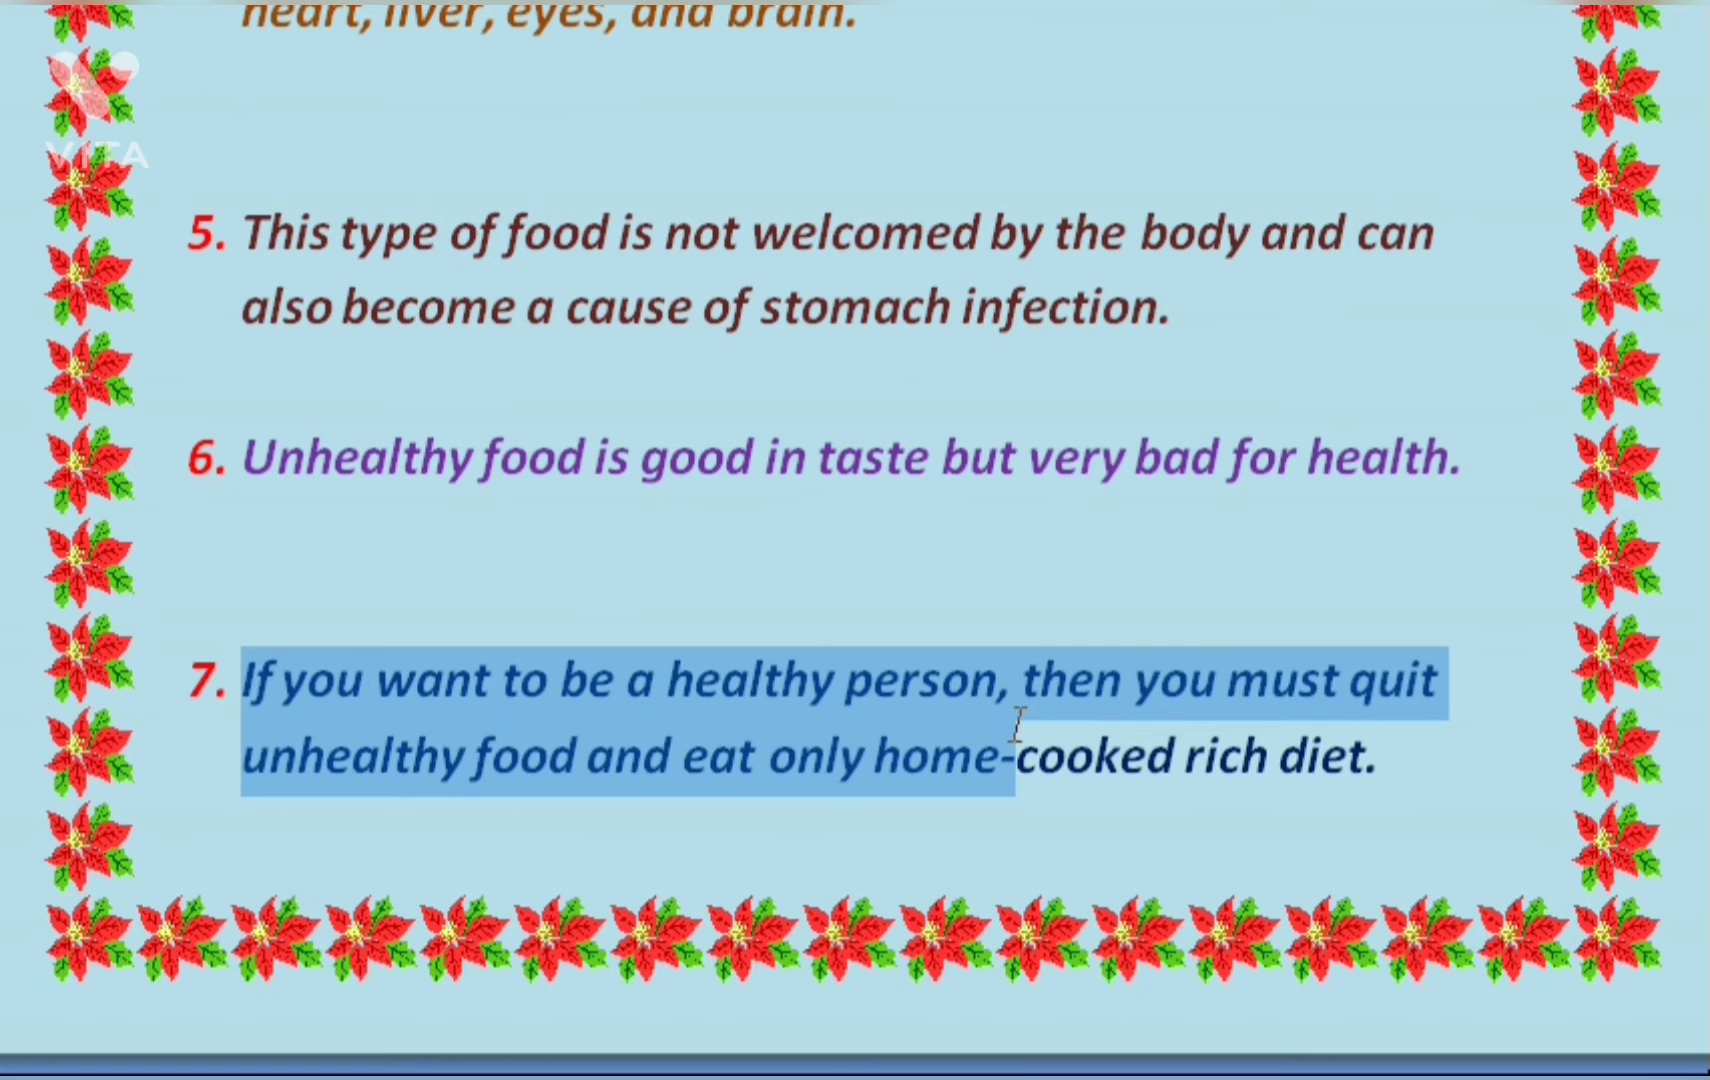 heart, liver, eyes, and brain.
VITA
5. This type of food is not welcomed by the body and can
also become a cause of stomach infection.
6. Unhealthy food is good in taste but very bad for health.
7. If you want to be a healthy person, then you must quit
unhealthy food and eat only home-cooked rich diet.